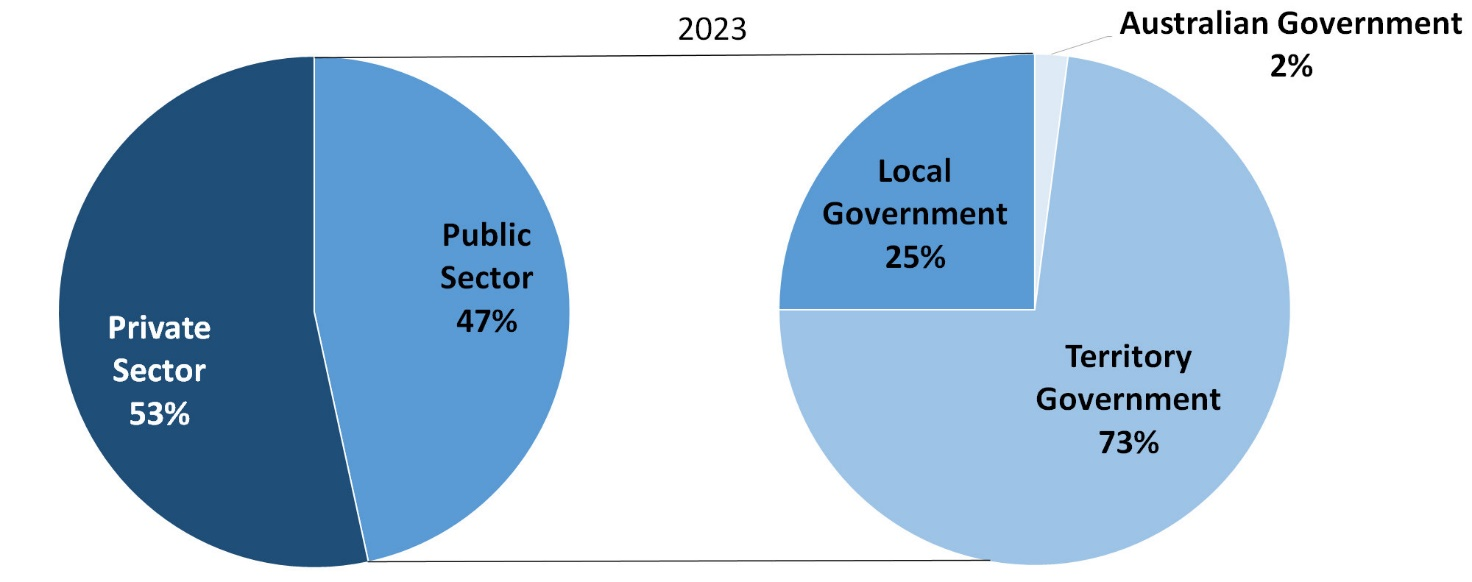 2023
Australian Government
2%
Local
Government
25%
Public
Sector
47%
Private
Sector
53%
Territory
Government
73%